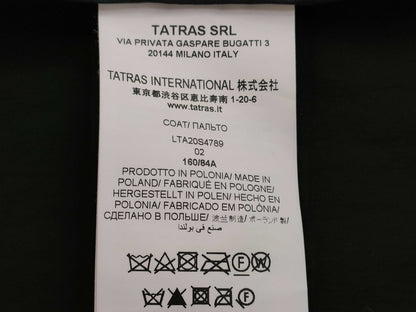 TATRAS SRL
VIA PRIVATA GASPARE BUGATTI 3
20144 MILANO ITALY
TATRAS INTERNATIONAL 株式会社
東京都渋谷区恵比寿南 1-20-6
www.tatras.it
COAT/ ПАЛЬТО
LTA20S4789
02
160/84A
PRODOTTO IN POLONIA/ MADE IN
POLAND/ FABRIQUÉ EN POLOGNE/
HERGESTELLT IN POLEN/ HECHO EN
POLONIA/ FABRICADO EM POLÔNIA/
СДЕЛАНО В ПОЛЬШЕ/ 波兰制造/ ポーランド製/
صنع في بولندا
F W
F